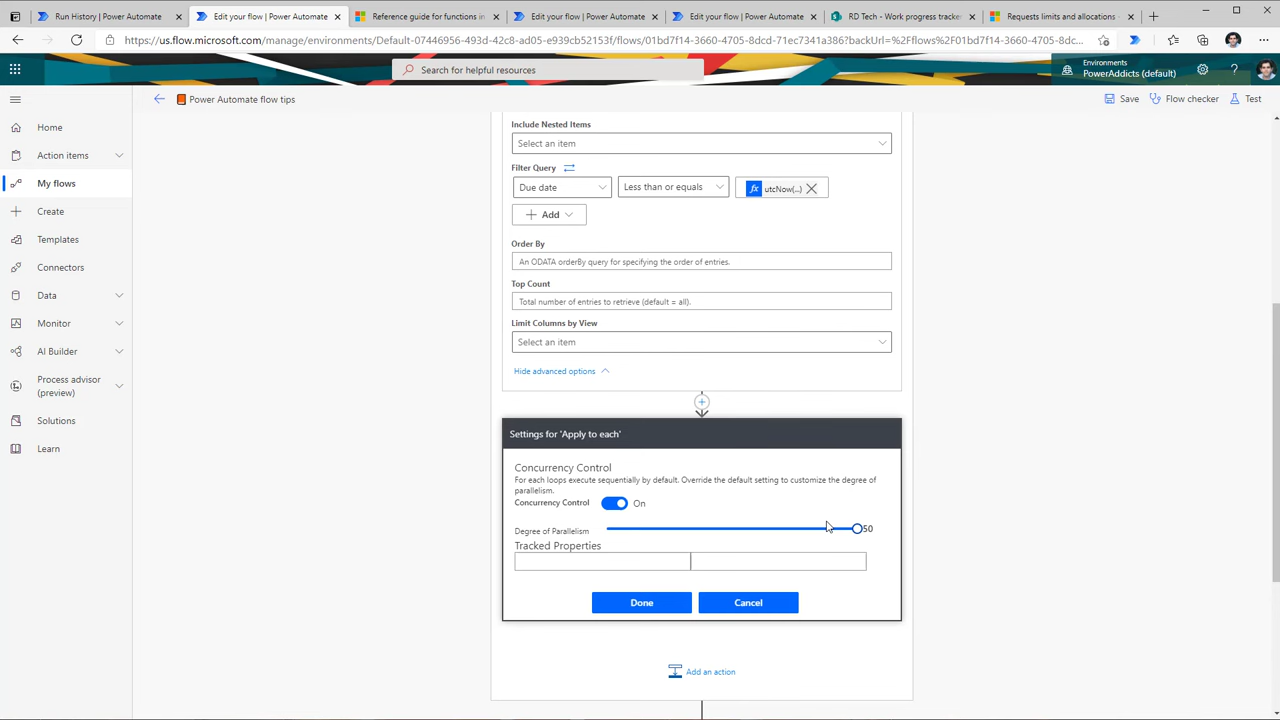 Run History | Power Automate
Edit your flow | Power Automate
Reference guide for functions in
Edit your flow | Power Automate
Edit your flow | Power Automate
RD Tech - Work progress tracker
Requests limits and allocations -
https://us.flow.microsoft.com/manage/environments/Default-07446956-493d-42c8-ad05-e939cb52153f/flows/01bd7f14-3660-4705-8dcd-71ec7341a386?backUrl=%2Fflows%2F01bd7f14-3660-4705-8dcd-71ec7341a386%2Fdetails...
Search for helpful resources
Environments
PowerAddicts (default)
Power Automate flow tips
Save
Flow checker
Test
Home
Action items
My flows
Create
Templates
Connectors
Data
Monitor
AI Builder
Process advisor
(preview)
Solutions
Learn
Include Nested Items
Select an item
Filter Query
Due date
Less than or equals
fx utcNow(...)
Add
Order By
An ODATA orderBy query for specifying the order of entries.
Top Count
Total number of entries to retrieve (default = all).
Limit Columns by View
Select an item
Hide advanced options
Settings for 'Apply to each'
Concurrency Control
For each loops execute sequentially by default. Override the default setting to customize the degree of
parallelism.
Concurrency Control
On
Degree of Parallelism
50
Tracked Properties
Done
Cancel
Add an action